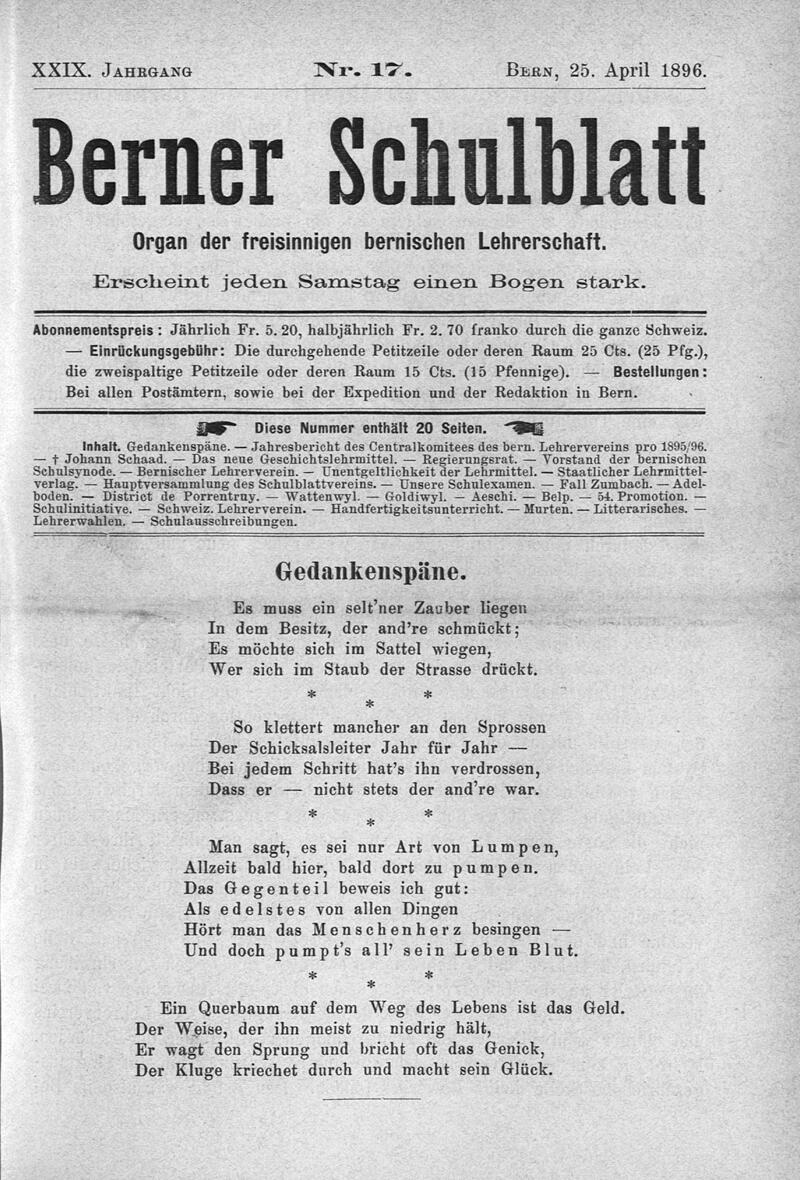 XXIX. Jahrgang Nr. 17. Bern, 25. April 1896.
Berner Schulblatt
Organ der freisinnigen bernischen Lehrerschaft.
Erscheint jeden Samstag einen Bogen stark.
Abonnementspreis: Jährlich Fr. 5. 20, halbjährlich Fr. 2. 70 franko durch die ganze Schweiz.
— Einrückungsgebühr: Die durchgehende Petitzeile oder deren Raum 25 Cts. (25 Pfg.),
die zweispaltige Petitzeile oder deren Raum 15 Cts. (15 Pfennige). — Bestellungen:
Bei allen Postämtern, sowie bei der Expedition und der Redaktion in Bern.
Diese Nummer enthält 20 Seiten.
Inhalt. Gedankenspäne. — Jahresbericht des Centralkomitees des bern. Lehrervereins pro 1895/96.
— † Johann Schaad. — Das neue Geschichtslehrmittel. — Regierungsrat. — Vorstand der bernischen
Schulsynode. — Bernischer Lehrerverein. — Unentgeltlichkeit der Lehrmittel. — Staatlicher Lehrmittel-
verlag. — Hauptversammlung des Schulblattvereins. — Unsere Schulexamen. — Fall Zumbach. — Adel-
boden. — District de Porrentruy. — Wattenwyl. — Goldiwyl. — Aeschi. — Belp. — 54. Promotion. —
Schulinitiative. — Schweiz. Lehrerverein. — Handfertigkeitsunterricht. — Murten. — Litterarisches. —
Lehrerwahlen. — Schulausschreibungen.
Gedankenspäne.
Es muss ein selt'ner Zauber liegen
In dem Besitz, der and're schmückt;
Es möchte sich im Sattel wiegen,
Wer sich im Staub der Strasse drückt.
* * *
So klettert mancher an den Sprossen
Der Schicksalsleiter Jahr für Jahr —
Bei jedem Schritt hat's ihn verdrossen,
Dass er — nicht stets der and're war.
* * *
Man sagt, es sei nur Art von Lumpen,
Allzeit bald hier, bald dort zu pumpen.
Das Gegenteil beweis ich gut:
Als edelstes von allen Dingen
Hört man das Menschenherz besingen —
Und doch pumpt's all' sein Leben Blut.
* * *
Ein Querbaum auf dem Weg des Lebens ist das Geld.
Der Weise, der ihn meist zu niedrig hält,
Er wagt den Sprung und bricht oft das Genick,
Der Kluge kriechet durch und macht sein Glück.